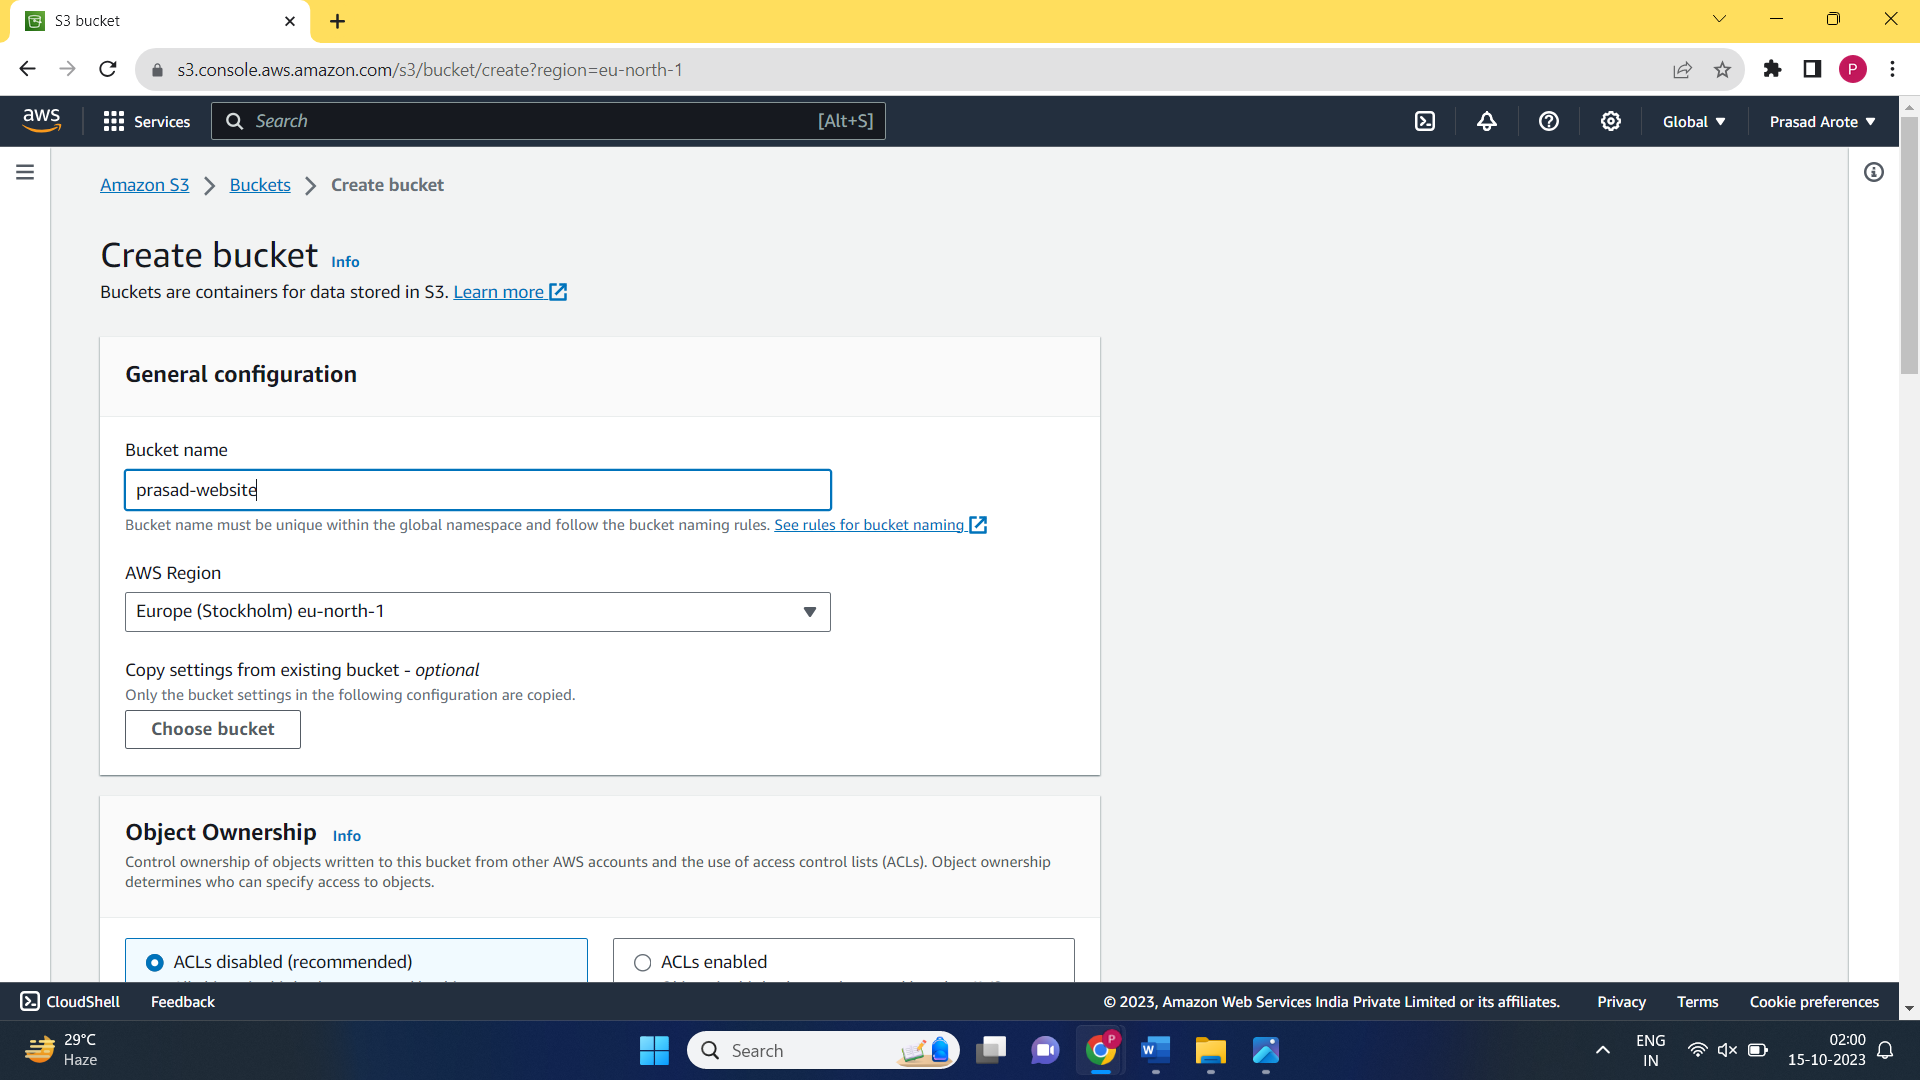 S3 bucket
s3.console.aws.amazon.com/s3/bucket/create?region=eu-north-1
P
aws
Services
Search
[Alt+S]
Global
Prasad Arote
Amazon S3 > Buckets > Create bucket
Create bucket Info
Buckets are containers for data stored in S3. Learn more
General configuration
Bucket name
prasad-website
Bucket name must be unique within the global namespace and follow the bucket naming rules. See rules for bucket naming
AWS Region
Europe (Stockholm) eu-north-1
Copy settings from existing bucket - optional
Only the bucket settings in the following configuration are copied.
Choose bucket
Object Ownership Info
Control ownership of objects written to this bucket from other AWS accounts and the use of access control lists (ACLs). Object ownership
determines who can specify access to objects.
ACLs disabled (recommended)
ACLs enabled
CloudShell
Feedback
© 2023, Amazon Web Services India Private Limited or its affiliates.
Privacy
Terms
Cookie preferences
29°C
Haze
Search
P
W
ENG
IN
02:00
15-10-2023